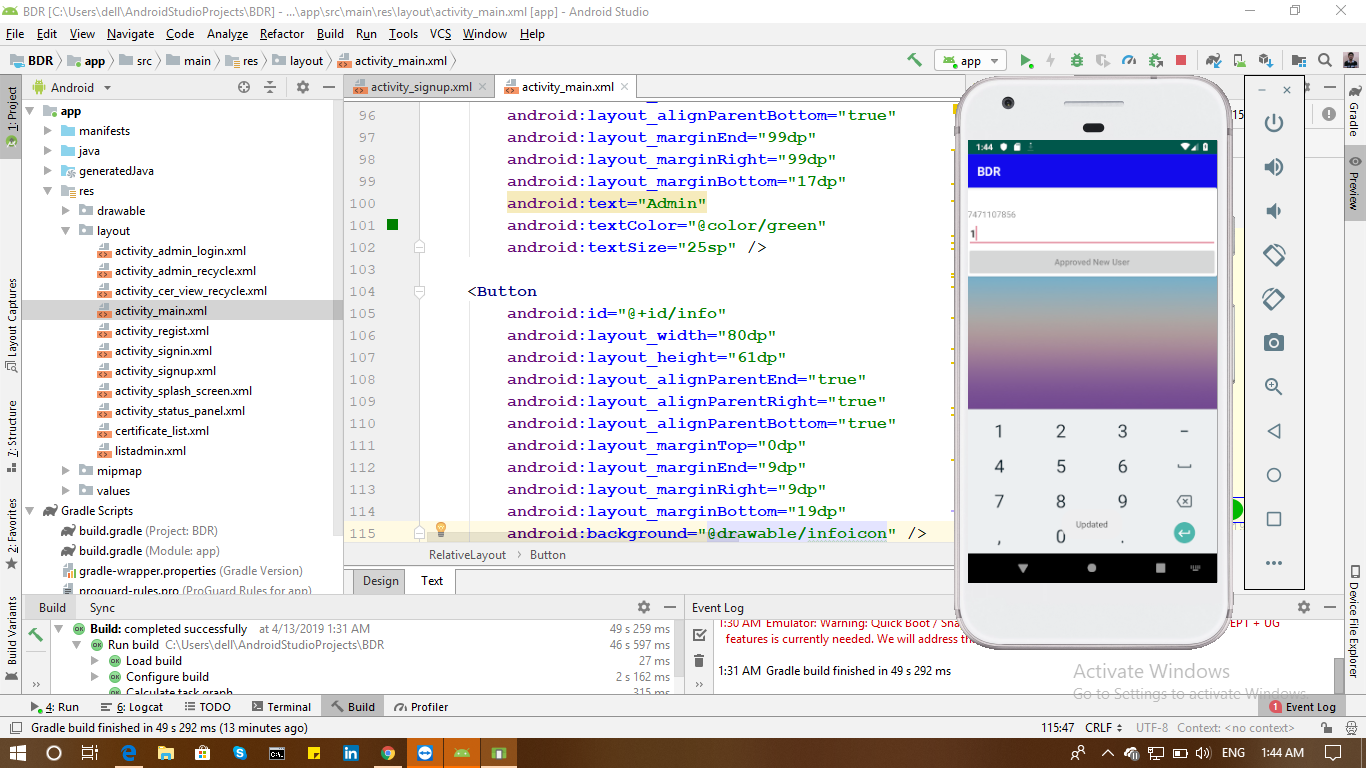 BDR [C:\Users\dell\AndroidStudioProjects\BDR] - ...\app\src\main\res\layout\activity_main.xml [app] - Android Studio
File Edit View Navigate Code Analyze Refactor Build Run Tools VCS Window Help
BDR app src main res layout activity_main.xml app
1: Project
Layout Captures
7: Structure
2: Favorites
Build Variants
Android
app
manifests
java
generatedJava
res
drawable
layout
activity_admin_login.xml
activity_admin_recycle.xml
activity_cer_view_recycle.xml
activity_main.xml
activity_regist.xml
activity_signin.xml
activity_signup.xml
activity_splash_screen.xml
activity_status_panel.xml
certificate_list.xml
listadmin.xml
mipmap
values
Gradle Scripts
build.gradle (Project: BDR)
build.gradle (Module: app)
gradle-wrapper.properties (Gradle Version)
proguard-rules.pro (ProGuard Rules for app)
activity_signup.xml activity_main.xml
96 android:layout_alignParentBottom="true"
97 android:layout_marginEnd="99dp"
98 android:layout_marginRight="99dp"
99 android:layout_marginBottom="17dp"
100 android:text="Admin"
101 android:textColor="@color/green"
102 android:textSize="25sp" />
103
104 <Button
105 android:id="@+id/info"
106 android:layout_width="80dp"
107 android:layout_height="61dp"
108 android:layout_alignParentEnd="true"
109 android:layout_alignParentRight="true"
110 android:layout_alignParentBottom="true"
111 android:layout_marginTop="0dp"
112 android:layout_marginEnd="9dp"
113 android:layout_marginRight="9dp"
114 android:layout_marginBottom="19dp"
115 android:background="@drawable/infoicon" />
RelativeLayout Button
Design Text
1:44
BDR
7471107856
1
Approved New User
1 2 3 -
4 5 6
7 8 9
, 0 .
Updated
15
Gradle
Preview
Device File Explorer
Build Sync
Build: completed successfully at 4/13/2019 1:31 AM 49 s 259 ms
Run build C:\Users\dell\AndroidStudioProjects\BDR 46 s 597 ms
Load build 27 ms
Configure build 2 s 162 ms
Calculate task graph 315 ms
Event Log
1:30 AM Emulator: Warning: Quick Boot / Sna
EPT + UG
features is currently needed. We will address th
1:31 AM Gradle build finished in 49 s 292 ms
Activate Windows
Go to Settings to activate Windows.
4: Run 6: Logcat TODO Terminal Build Profiler 1 Event Log
Gradle build finished in 49 s 292 ms (13 minutes ago) 115:47 CRLF UTF-8 Context: <no context>
ENG 1:44 AM